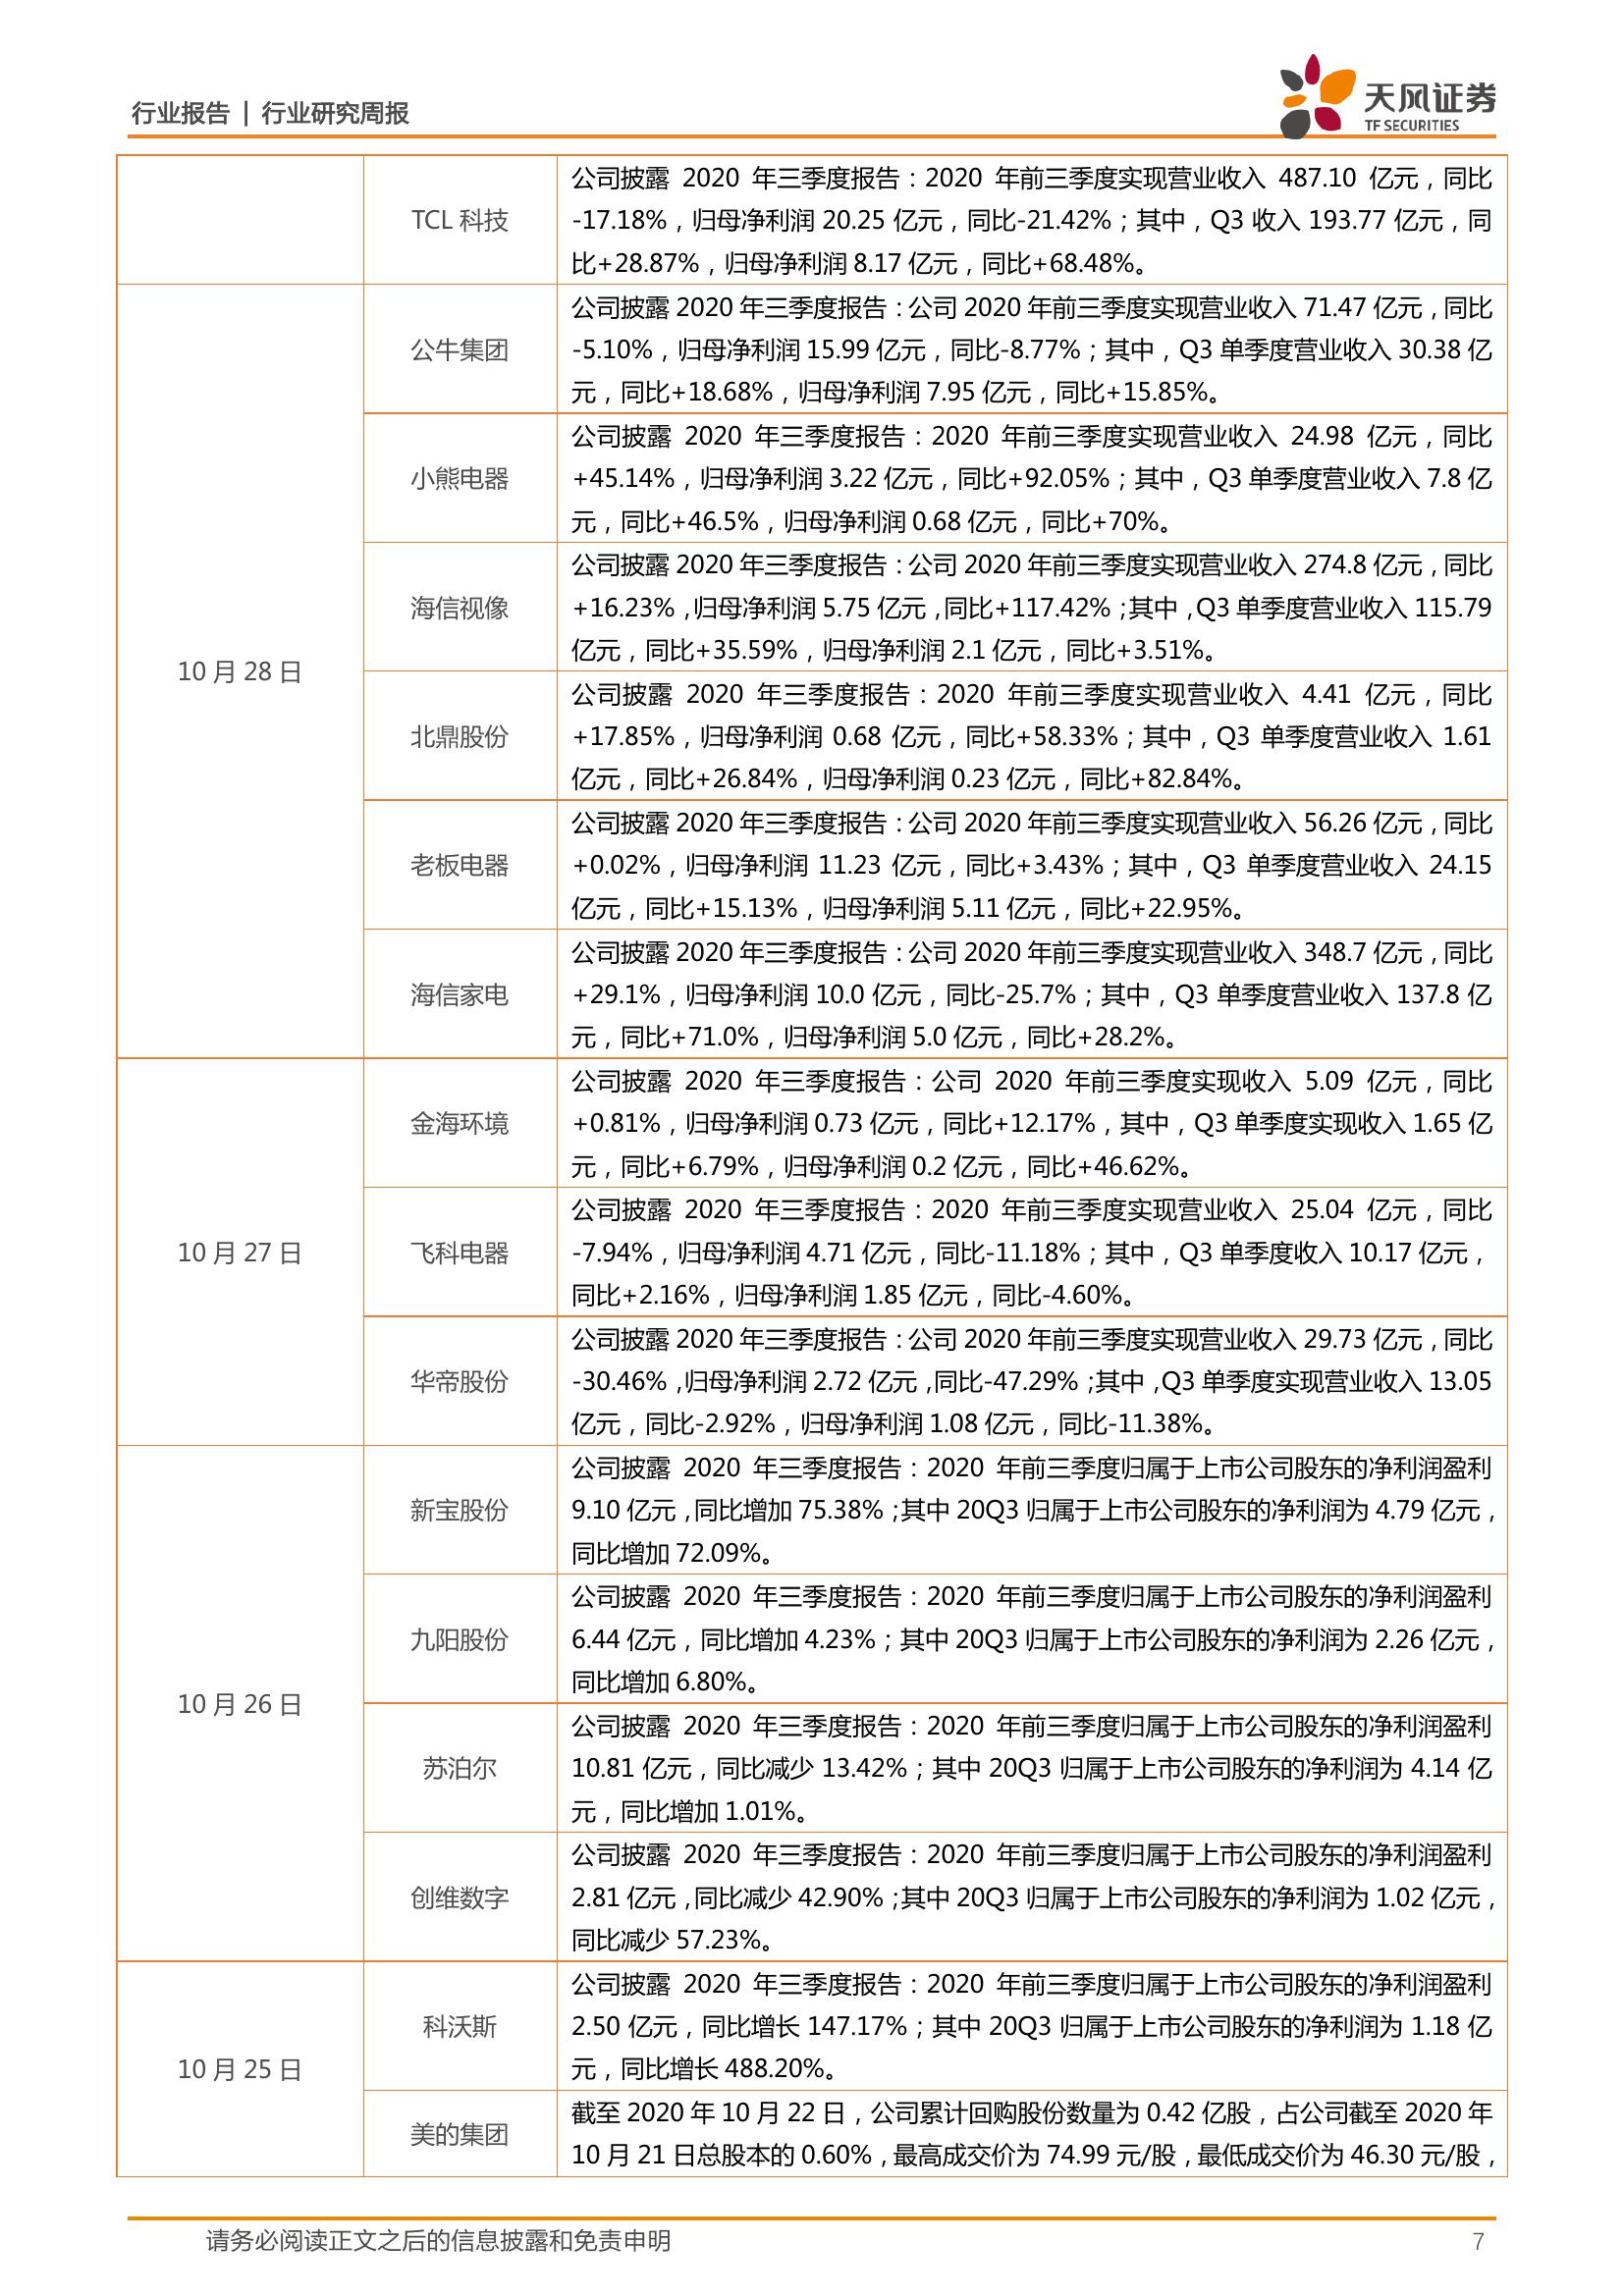 行业报告 | 行业研究周报
天风证券
TF SECURITIES
TCL 科技
公司披露 2020 年三季度报告：2020 年前三季度实现营业收入 487.10 亿元，同比
-17.18%，归母净利润 20.25 亿元，同比-21.42%；其中，Q3 收入 193.77 亿元，同
比+28.87%，归母净利润 8.17 亿元，同比+68.48%。
10 月 28 日
公牛集团
公司披露 2020 年三季度报告：公司 2020 年前三季度实现营业收入 71.47 亿元，同比
-5.10%，归母净利润 15.99 亿元，同比-8.77%；其中，Q3 单季度营业收入 30.38 亿
元，同比+18.68%，归母净利润 7.95 亿元，同比+15.85%。
小熊电器
公司披露 2020 年三季度报告：2020 年前三季度实现营业收入 24.98 亿元，同比
+45.14%，归母净利润 3.22 亿元，同比+92.05%；其中，Q3 单季度营业收入 7.8 亿
元，同比+46.5%，归母净利润 0.68 亿元，同比+70%。
海信视像
公司披露 2020 年三季度报告：公司 2020 年前三季度实现营业收入 274.8 亿元，同比
+16.23%，归母净利润 5.75 亿元，同比+117.42%；其中，Q3 单季度营业收入 115.79
亿元，同比+35.59%，归母净利润 2.1 亿元，同比+3.51%。
北鼎股份
公司披露 2020 年三季度报告：2020 年前三季度实现营业收入 4.41 亿元，同比
+17.85%，归母净利润 0.68 亿元，同比+58.33%；其中，Q3 单季度营业收入 1.61
亿元，同比+26.84%，归母净利润 0.23 亿元，同比+82.84%。
老板电器
公司披露 2020 年三季度报告：公司 2020 年前三季度实现营业收入 56.26 亿元，同比
+0.02%，归母净利润 11.23 亿元，同比+3.43%；其中，Q3 单季度营业收入 24.15
亿元，同比+15.13%，归母净利润 5.11 亿元，同比+22.95%。
海信家电
公司披露 2020 年三季度报告：公司 2020 年前三季度实现营业收入 348.7 亿元，同比
+29.1%，归母净利润 10.0 亿元，同比-25.7%；其中，Q3 单季度营业收入 137.8 亿
元，同比+71.0%，归母净利润 5.0 亿元，同比+28.2%。
10 月 27 日
金海环境
公司披露 2020 年三季度报告：公司 2020 年前三季度实现收入 5.09 亿元，同比
+0.81%，归母净利润 0.73 亿元，同比+12.17%，其中，Q3 单季度实现收入 1.65 亿
元，同比+6.79%，归母净利润 0.2 亿元，同比+46.62%。
飞科电器
公司披露 2020 年三季度报告：2020 年前三季度实现营业收入 25.04 亿元，同比
-7.94%，归母净利润 4.71 亿元，同比-11.18%；其中，Q3 单季度收入 10.17 亿元，
同比+2.16%，归母净利润 1.85 亿元，同比-4.60%。
华帝股份
公司披露 2020 年三季度报告：公司 2020 年前三季度实现营业收入 29.73 亿元，同比
-30.46%，归母净利润 2.72 亿元，同比-47.29%；其中，Q3 单季度实现营业收入 13.05
亿元，同比-2.92%，归母净利润 1.08 亿元，同比-11.38%。
10 月 26 日
新宝股份
公司披露 2020 年三季度报告：2020 年前三季度归属于上市公司股东的净利润盈利
9.10 亿元，同比增加 75.38%；其中 20Q3 归属于上市公司股东的净利润为 4.79 亿元，
同比增加 72.09%。
九阳股份
公司披露 2020 年三季度报告：2020 年前三季度归属于上市公司股东的净利润盈利
6.44 亿元，同比增加 4.23%；其中 20Q3 归属于上市公司股东的净利润为 2.26 亿元，
同比增加 6.80%。
苏泊尔
公司披露 2020 年三季度报告：2020 年前三季度归属于上市公司股东的净利润盈利
10.81 亿元，同比减少 13.42%；其中 20Q3 归属于上市公司股东的净利润为 4.14 亿
元，同比增加 1.01%。
创维数字
公司披露 2020 年三季度报告：2020 年前三季度归属于上市公司股东的净利润盈利
2.81 亿元，同比减少 42.90%；其中 20Q3 归属于上市公司股东的净利润为 1.02 亿元，
同比减少 57.23%。
10 月 25 日
科沃斯
公司披露 2020 年三季度报告：2020 年前三季度归属于上市公司股东的净利润盈利
2.50 亿元，同比增长 147.17%；其中 20Q3 归属于上市公司股东的净利润为 1.18 亿
元，同比增长 488.20%。
美的集团
截至 2020 年 10 月 22 日，公司累计回购股份数量为 0.42 亿股，占公司截至 2020 年
10 月 21 日总股本的 0.60%，最高成交价为 74.99 元/股，最低成交价为 46.30 元/股，
请务必阅读正文之后的信息披露和免责申明
7